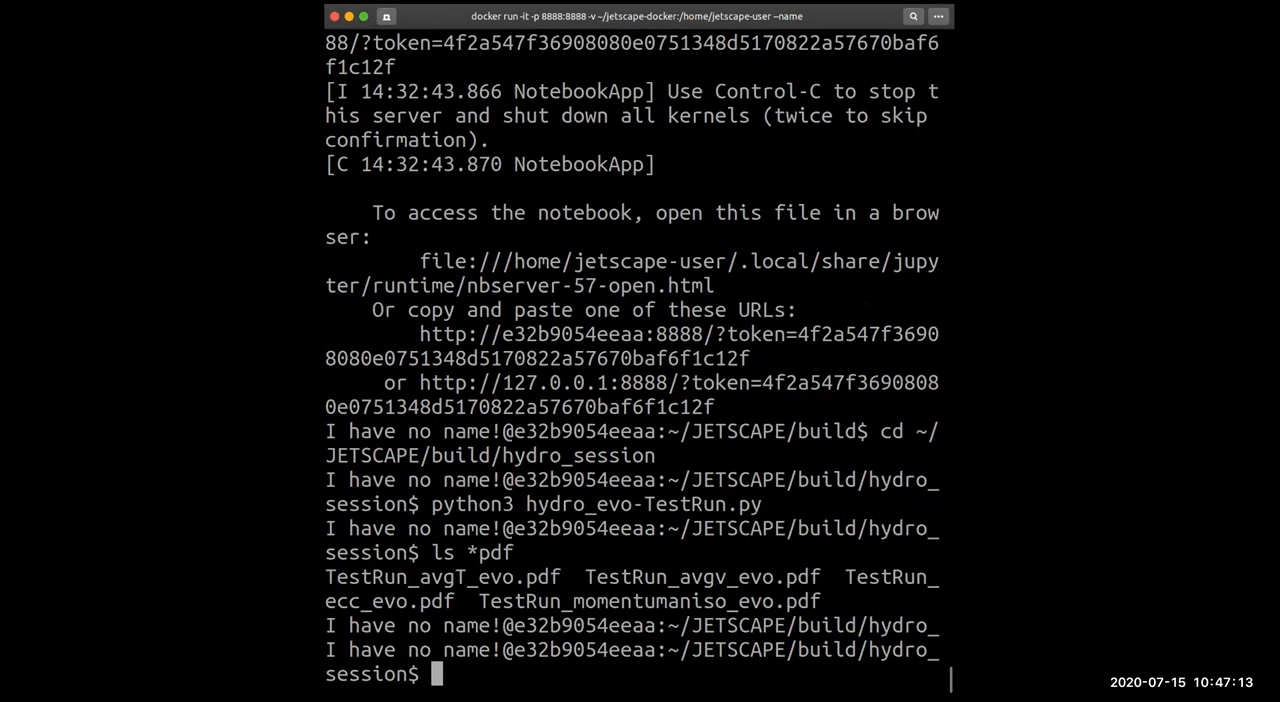 docker run -it -p 8888:8888 -v ~/jetscape-docker:/home/jetscape-user --name
88/?token=4f2a547f36908080e0751348d5170822a57670baf6
f1c12f
[I 14:32:43.866 NotebookApp] Use Control-C to stop t
his server and shut down all kernels (twice to skip
confirmation).
[C 14:32:43.870 NotebookApp]
To access the notebook, open this file in a brow
ser:
file:///home/jetscape-user/.local/share/jupy
ter/runtime/nbserver-57-open.html
Or copy and paste one of these URLs:
http://e32b9054eeaa:8888/?token=4f2a547f3690
8080e0751348d5170822a57670baf6f1c12f
or http://127.0.0.1:8888/?token=4f2a547f3690808
0e0751348d5170822a57670baf6f1c12f
I have no name!@e32b9054eeaa:~/JETSCAPE/build$ cd ~/
JETSCAPE/build/hydro_session
I have no name!@e32b9054eeaa:~/JETSCAPE/build/hydro_
session$ python3 hydro_evo-TestRun.py
I have no name!@e32b9054eeaa:~/JETSCAPE/build/hydro_
session$ ls *pdf
TestRun_avgT_evo.pdf  TestRun_avgv_evo.pdf  TestRun_
ecc_evo.pdf  TestRun_momentumaniso_evo.pdf
I have no name!@e32b9054eeaa:~/JETSCAPE/build/hydro_
I have no name!@e32b9054eeaa:~/JETSCAPE/build/hydro_
session$
2020-07-15 10:47:13